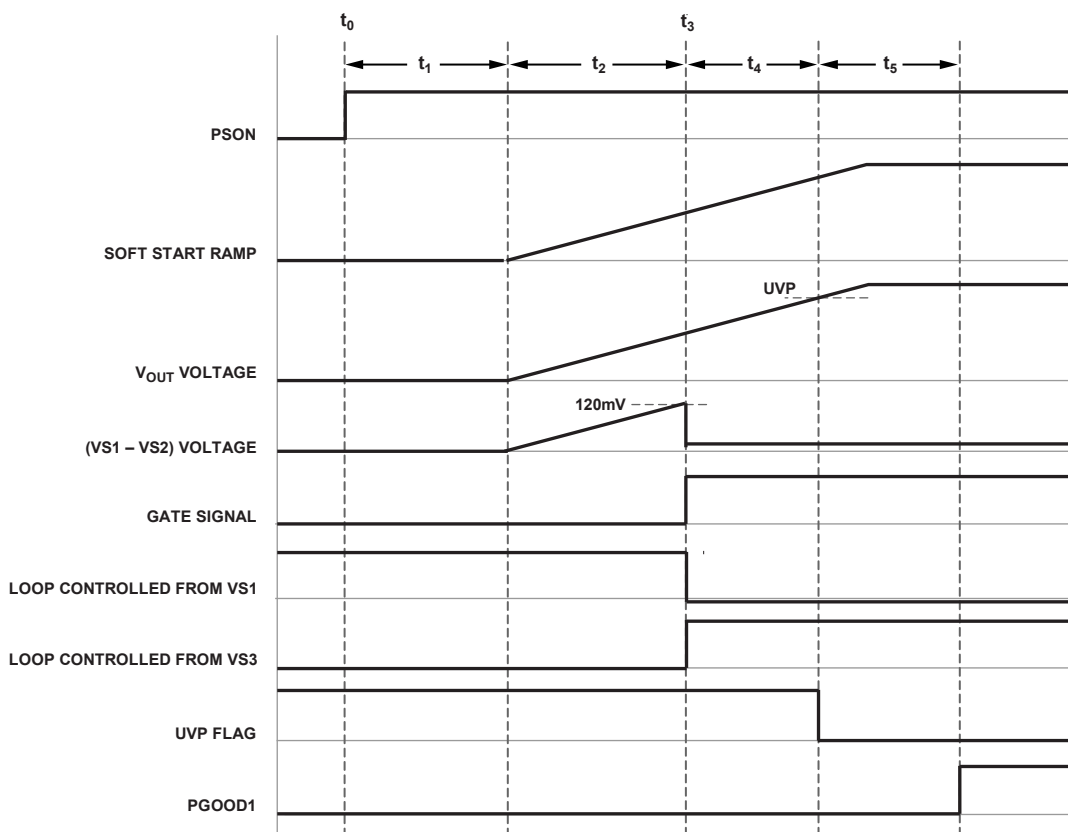 t₀
t₃
t₁
t₂
t₄
t₅
PSON
SOFT START RAMP
UVP
V_OUT VOLTAGE
120mV
(VS1 – VS2) VOLTAGE
GATE SIGNAL
LOOP CONTROLLED FROM VS1
LOOP CONTROLLED FROM VS3
UVP FLAG
PGOOD1